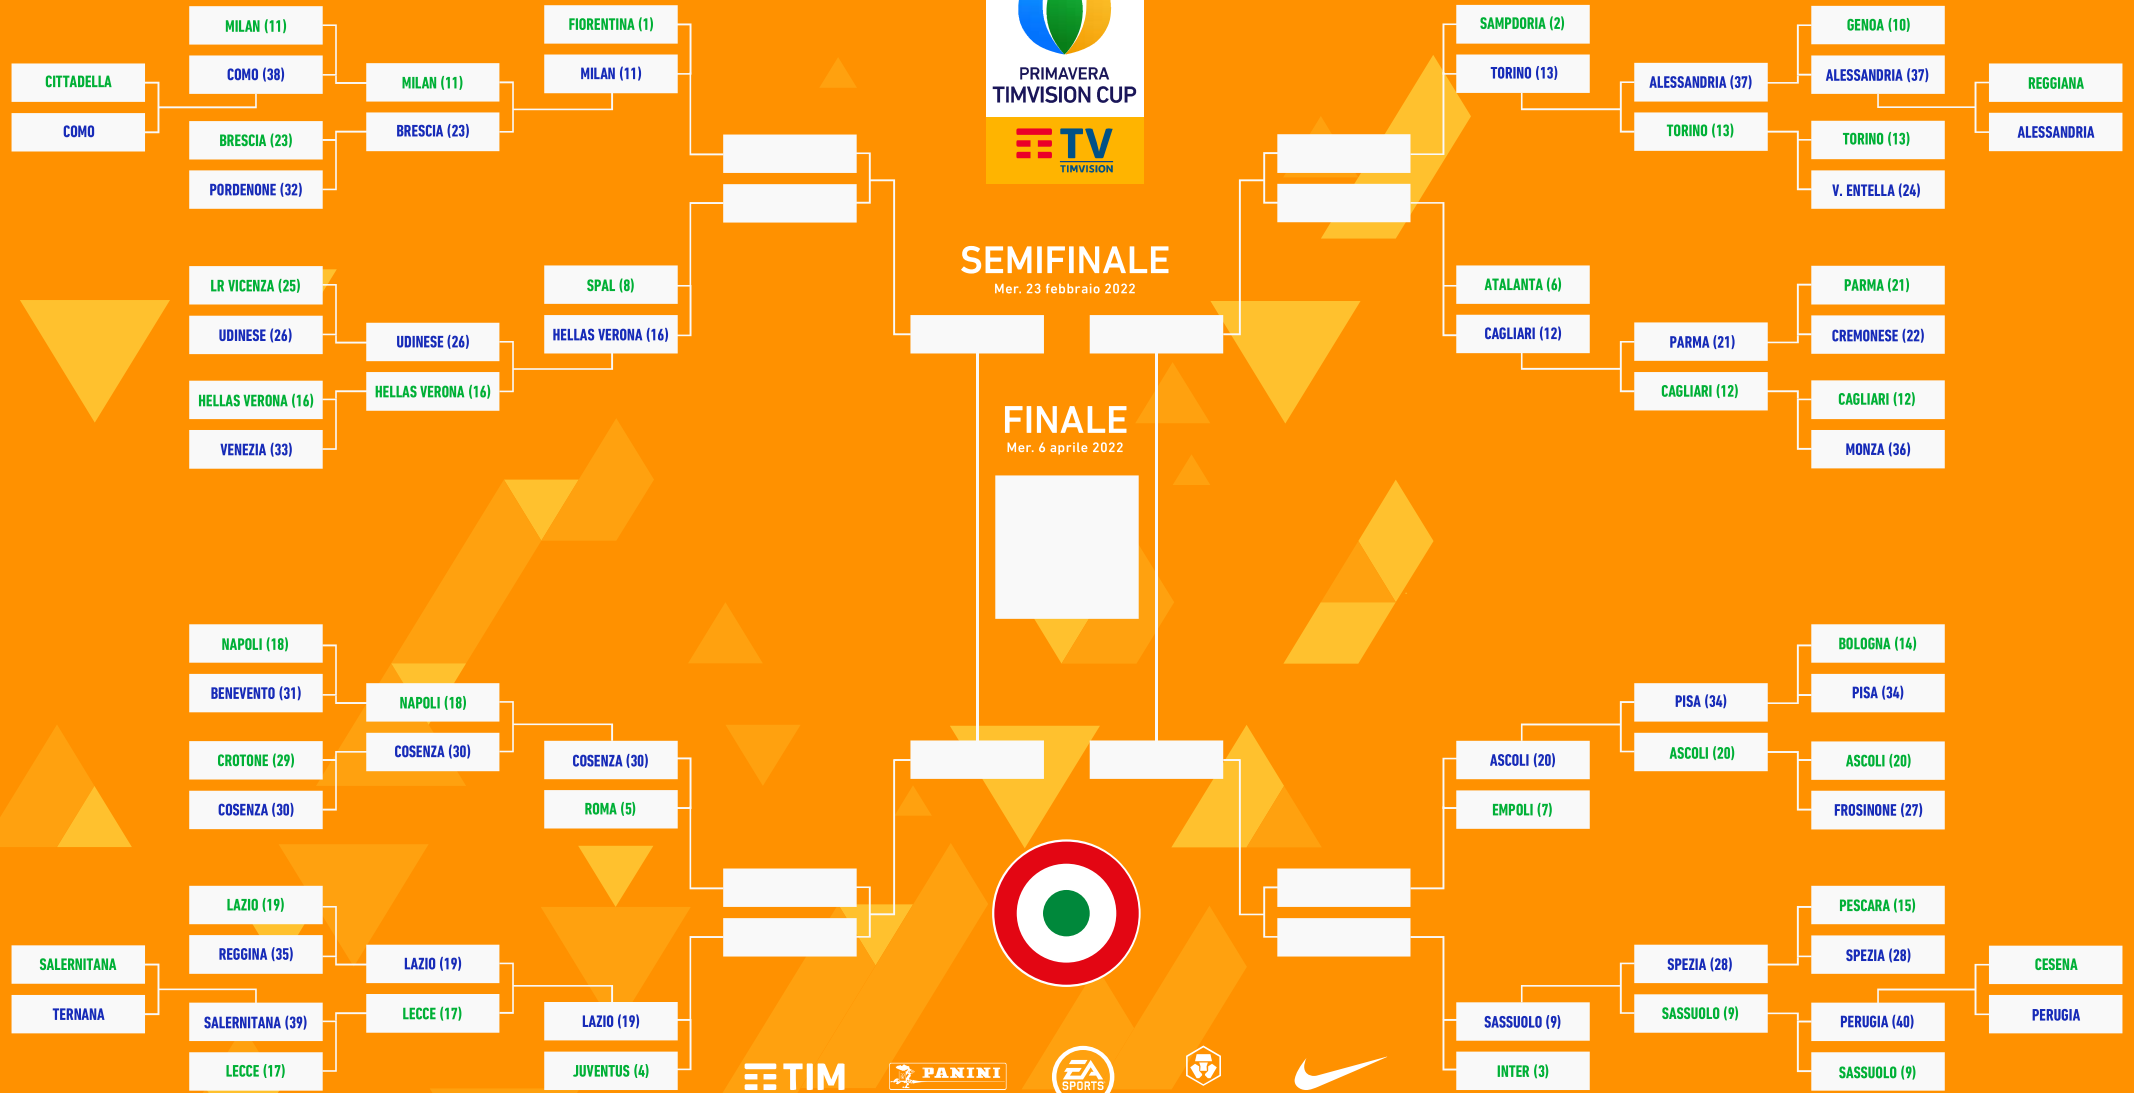 CITTADELLA
COMO
MILAN (11)
COMO (38)
BRESCIA (23)
PORDENONE (32)
MILAN (11)
BRESCIA (23)
FIORENTINA (1)
MILAN (11)
LR VICENZA (25)
UDINESE (26)
HELLAS VERONA (16)
VENEZIA (33)
UDINESE (26)
HELLAS VERONA (16)
SPAL (8)
HELLAS VERONA (16)
NAPOLI (18)
BENEVENTO (31)
CROTONE (29)
COSENZA (30)
NAPOLI (18)
COSENZA (30)
COSENZA (30)
ROMA (5)
SALERNITANA
TERNANA
LAZIO (19)
REGGINA (35)
SALERNITANA (39)
LECCE (17)
LAZIO (19)
LECCE (17)
LAZIO (19)
JUVENTUS (4)
PRIMAVERA
TIMVISION CUP
TV
TIMVISION
SEMIFINALE
Mer. 23 febbraio 2022
FINALE
Mer. 6 aprile 2022
SAMPDORIA (2)
TORINO (13)
ALESSANDRIA (37)
TORINO (13)
GENOA (10)
ALESSANDRIA (37)
TORINO (13)
V. ENTELLA (24)
REGGIANA
ALESSANDRIA
ATALANTA (6)
CAGLIARI (12)
PARMA (21)
CAGLIARI (12)
PARMA (21)
CREMONESE (22)
CAGLIARI (12)
MONZA (36)
ASCOLI (20)
EMPOLI (7)
PISA (34)
ASCOLI (20)
BOLOGNA (14)
PISA (34)
ASCOLI (20)
FROSINONE (27)
SASSUOLO (9)
INTER (3)
SPEZIA (28)
SASSUOLO (9)
PESCARA (15)
SPEZIA (28)
PERUGIA (40)
SASSUOLO (9)
CESENA
PERUGIA
TIM
PANINI
EA
SPORTS